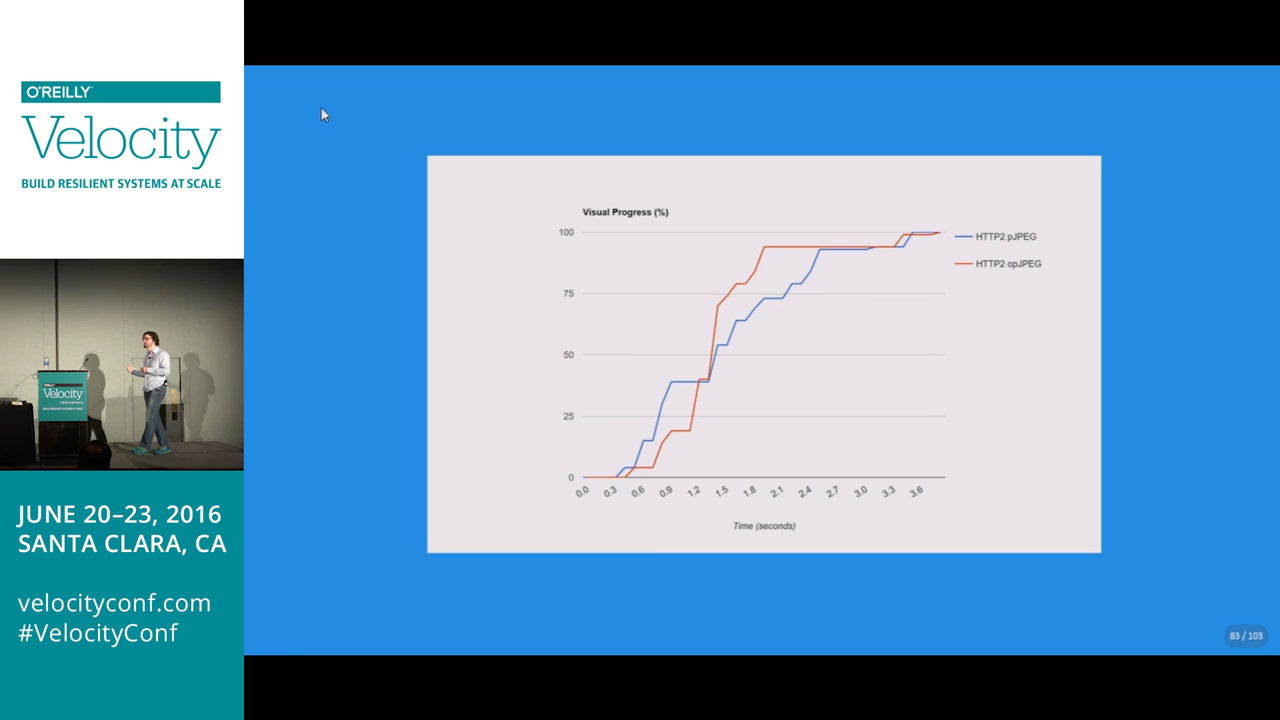 O'REILLY
Velocity
BUILD RESILIENT SYSTEMS AT SCALE
Velocity
JUNE 20–23, 2016
SANTA CLARA, CA
velocityconf.com
#VelocityConf
Visual Progress (%)
100
75
50
25
0
0.0 0.3 0.6 0.9 1.2 1.5 1.8 2.1 2.4 2.7 3.0 3.3 3.6
Time (seconds)
HTTP2 pJPEG
HTTP2 opJPEG
83 / 103